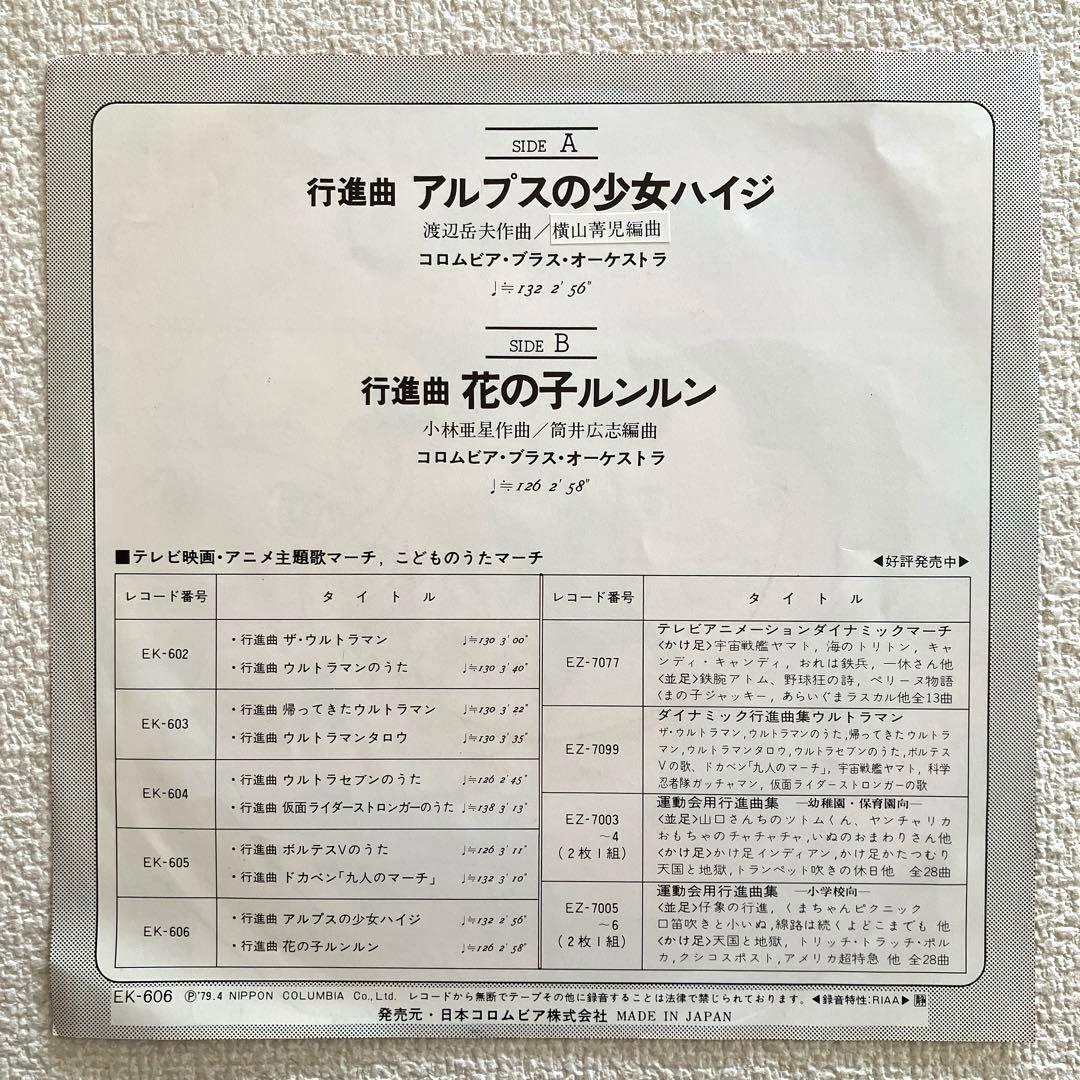 SIDE A
行進曲 アルプスの少女ハイジ
渡辺岳夫作曲／横山菁児編曲
コロムビア・ブラス・オーケストラ
♩≒132 2′56″
SIDE B
行進曲 花の子ルンルン
小林亜星作曲／筒井広志編曲
コロムビア・ブラス・オーケストラ
♩≒126 2′58″
■テレビ映画・アニメ主題歌マーチ，こどものうたマーチ ◀好評発売中▶
レコード番号 タイトル
EK-602
・行進曲 ザ・ウルトラマン ♩≒130 3′00″
・行進曲 ウルトラマンのうた ♩≒130 3′40″
EK-603
・行進曲 帰ってきたウルトラマン ♩≒130 3′22″
・行進曲 ウルトラマンタロウ ♩≒130 3′35″
EK-604
・行進曲 ウルトラセブンのうた ♩≒126 2′45″
・行進曲 仮面ライダーストロンガーのうた ♩≒138 3′13″
EK-605
・行進曲 ボルテスVのうた ♩≒126 3′11″
・行進曲 ドカベン「九人のマーチ」 ♩≒132 3′10″
EK-606
・行進曲 アルプスの少女ハイジ ♩≒132 2′56″
・行進曲 花の子ルンルン ♩≒126 2′58″
レコード番号 タイトル
EZ-7077
テレビアニメーションダイナミックマーチ
〈かけ足〉宇宙戦艦ヤマト，海のトリトン，キャ
ンディ・キャンディ，おれは鉄兵，一休さん他
〈並足〉鉄腕アトム、野球狂の詩，ペリーヌ物語
くまの子ジャッキー，あらいぐまラスカル他全13曲
EZ-7099
ダイナミック行進曲集ウルトラマン
ザ・ウルトラマン,ウルトラマンのうた,帰ってきたウルトラ
マン,ウルトラマンタロウ,ウルトラセブンのうた,ボルテス
Vの歌、ドカベン「九人のマーチ」，宇宙戦艦ヤマト，科学
忍者隊ガッチャマン，仮面ライダーストロンガーの歌
EZ-7003
～4
(2枚1組)
運動会用行進曲集 ―幼稚園・保育園向―
〈並足〉山口さんちのツトムくん、ヤンチャリカ
おもちゃのチャチャチャ,いぬのおまわりさん他
〈かけ足〉かけ足インディアン,かけ足かたつむり
天国と地獄，トランペット吹きの休日他 全28曲
EZ-7005
～6
(2枚1組)
運動会用行進曲集 ―小学校向―
〈並足〉仔象の行進，くまちゃんピクニック
口笛吹きと小いぬ,線路は続くよどこまでも 他
〈かけ足〉天国と地獄，トリッチ・トラッチ・ポル
カ,クシコスポスト,アメリカ超特急 他 全28曲
EK-606 Ⓟ'79.4 NIPPON COLUMBIA Co.,Ltd. レコードから無断でテープその他に録音することは法律で禁じられております。◀録音特性:RIAA▶ 静
発売元・日本コロムビア株式会社 MADE IN JAPAN